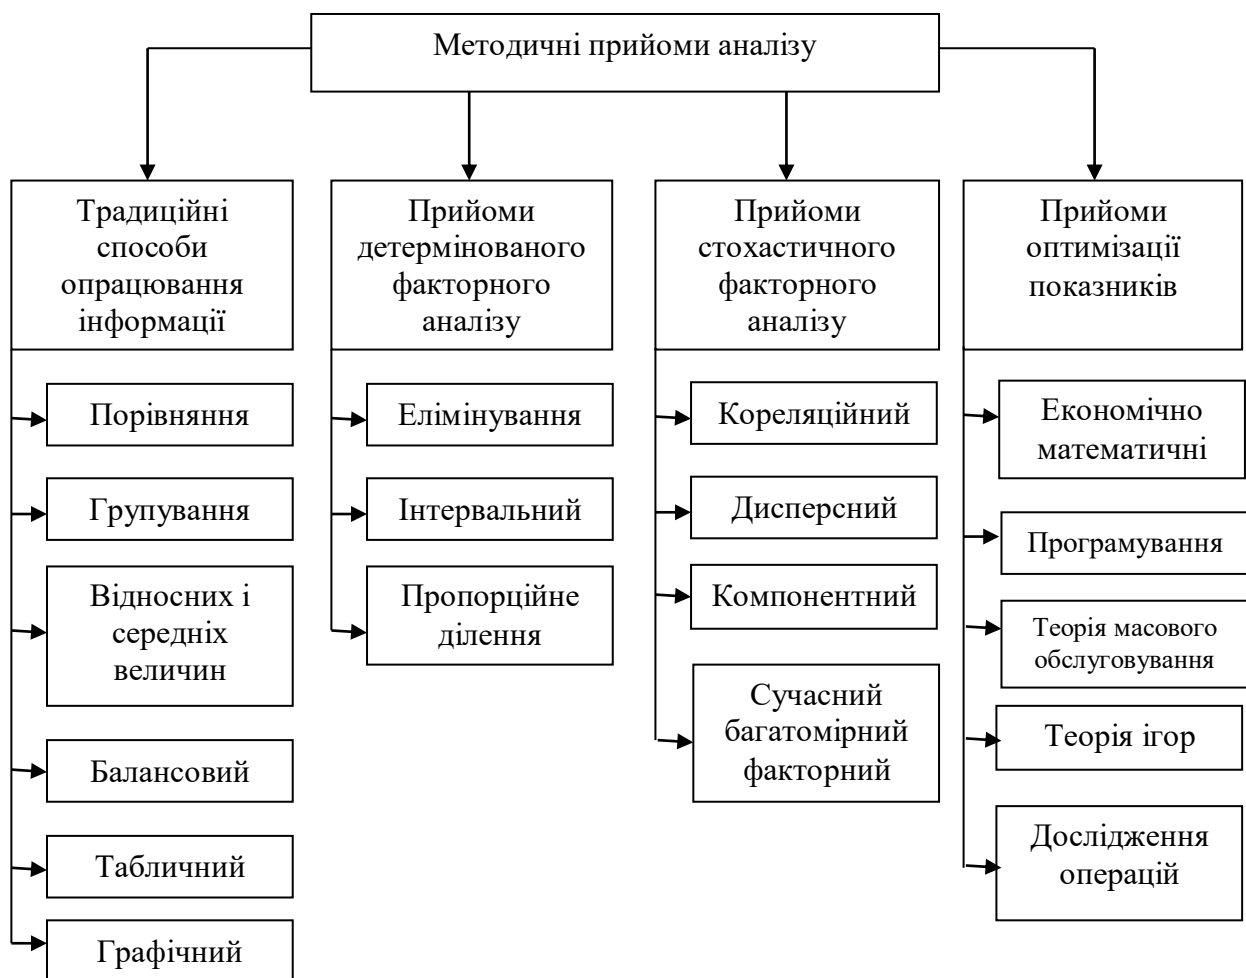 Методичні прийоми аналізу
Традиційні
способи
опрацювання
інформації
Порівняння
Групування
Відносних і
середніх
величин
Балансовий
Табличний
Графічний
Прийоми
детермінованого
факторного
аналізу
Елімінування
Інтервальний
Пропорційне
ділення
Прийоми
стохастичного
факторного
аналізу
Кореляційний
Дисперсний
Компонентний
Сучасний
багатомірний
факторний
Прийоми
оптимізації
показників
Економічно
математичні
Програмування
Теорія масового
обслуговування
Теорія ігор
Дослідження
операцій